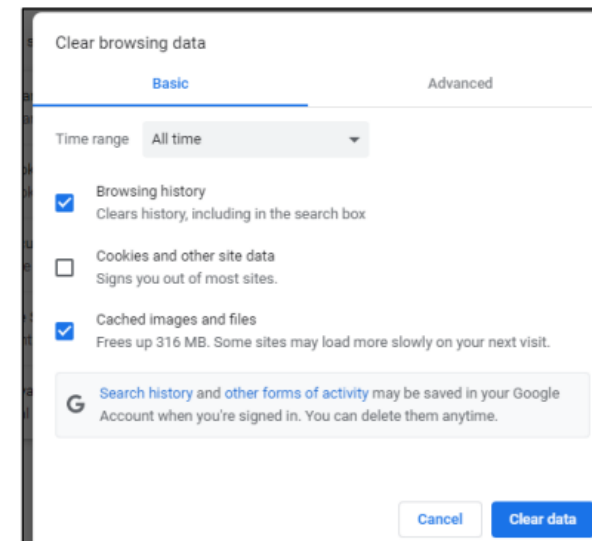 Clear browsing data
Basic
Advanced
Time range
All time
Browsing history
Clears history, including in the search box
Cookies and other site data
Signs you out of most sites.
Cached images and files
Frees up 316 MB. Some sites may load more slowly on your next visit.
G
Search history and other forms of activity may be saved in your Google
Account when you're signed in. You can delete them anytime.
Cancel
Clear data